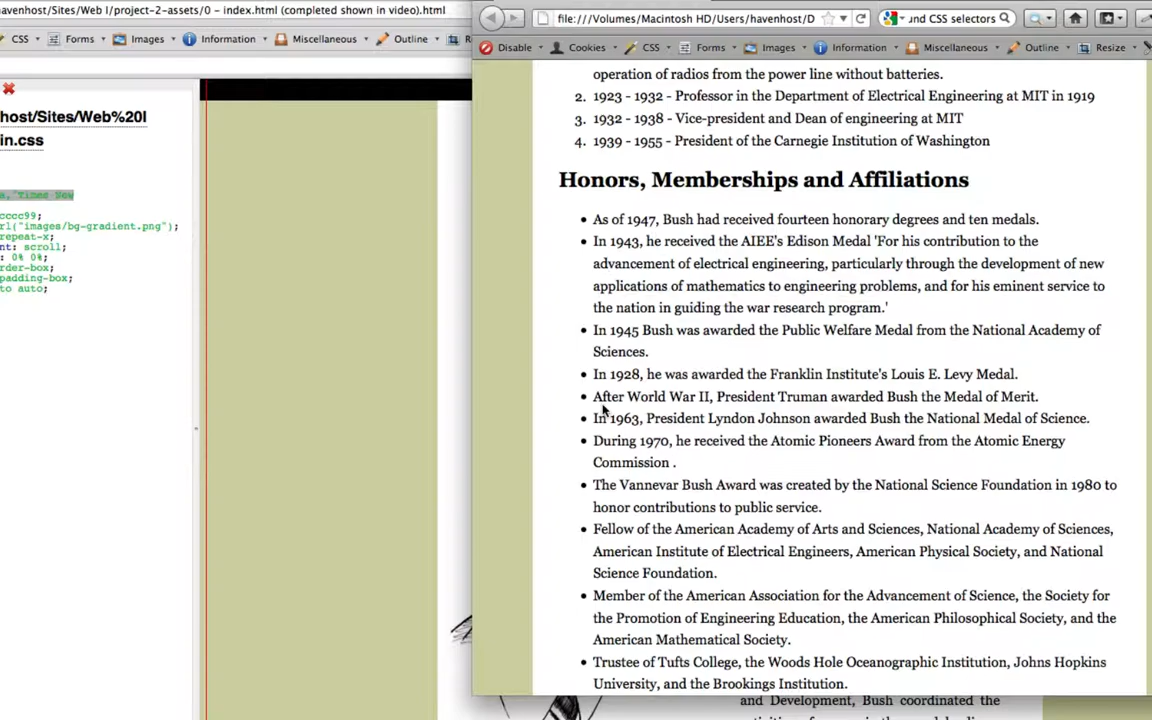 havenhost/Sites/Web I/project-2-assets/0 - index.html (completed shown in video).html
CSS Forms Images Information Miscellaneous Outline
host/Sites/Web%20I
in.css
"Times New
cccc99;
rl("images/bg-gradient.png");
repeat-x;
nt: scroll;
: 0% 0%;
rder-box;
padding-box;
to auto;
file:///Volumes/Macintosh HD/Users/havenhost/D
and CSS selectors
Disable Cookies CSS Forms Images Information Miscellaneous Outline Resize
operation of radios from the power line without batteries.
2. 1923 - 1932 - Professor in the Department of Electrical Engineering at MIT in 1919
3. 1932 - 1938 - Vice-president and Dean of engineering at MIT
4. 1939 - 1955 - President of the Carnegie Institution of Washington
Honors, Memberships and Affiliations
• As of 1947, Bush had received fourteen honorary degrees and ten medals.
• In 1943, he received the AIEE's Edison Medal 'For his contribution to the
advancement of electrical engineering, particularly through the development of new
applications of mathematics to engineering problems, and for his eminent service to
the nation in guiding the war research program.'
• In 1945 Bush was awarded the Public Welfare Medal from the National Academy of
Sciences.
• In 1928, he was awarded the Franklin Institute's Louis E. Levy Medal.
• After World War II, President Truman awarded Bush the Medal of Merit.
• In 1963, President Lyndon Johnson awarded Bush the National Medal of Science.
• During 1970, he received the Atomic Pioneers Award from the Atomic Energy
Commission .
• The Vannevar Bush Award was created by the National Science Foundation in 1980 to
honor contributions to public service.
• Fellow of the American Academy of Arts and Sciences, National Academy of Sciences,
American Institute of Electrical Engineers, American Physical Society, and National
Science Foundation.
• Member of the American Association for the Advancement of Science, the Society for
the Promotion of Engineering Education, the American Philosophical Society, and the
American Mathematical Society.
• Trustee of Tufts College, the Woods Hole Oceanographic Institution, Johns Hopkins
University, and the Brookings Institution.
and Development, Bush coordinated the